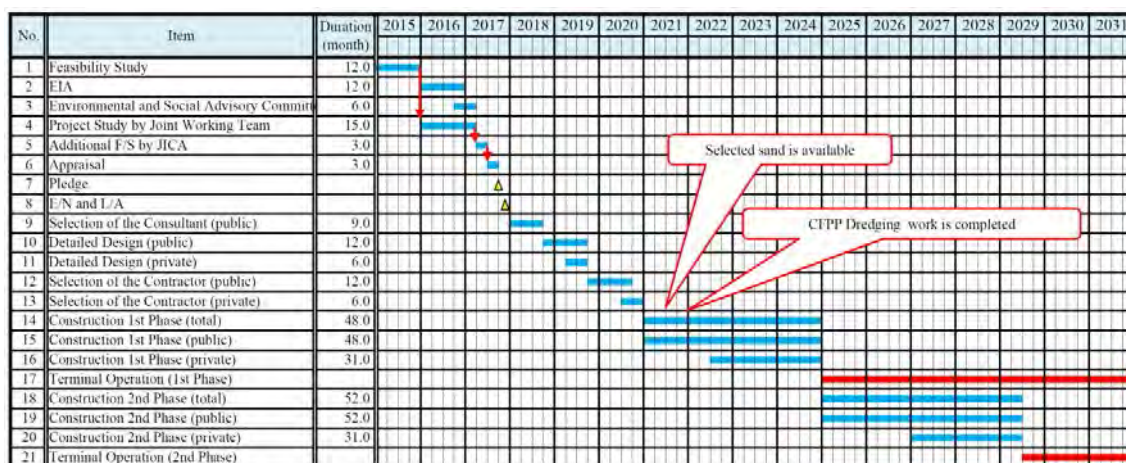 No. Item Duration (month) 2015 2016 2017 2018 2019 2020 2021 2022 2023 2024 2025 2026 2027 2028 2029 2030 2031
1 Feasibility Study 12.0
2 EIA 12.0
3 Environmental and Social Advisory Committ 6.0
4 Project Study by Joint Working Team 15.0
5 Additional F/S by JICA 3.0
6 Appraisal 3.0
7 Pledge
8 E/N and L/A
9 Selection of the Consultant (public) 9.0
10 Detailed Design (public) 12.0
11 Detailed Design (private) 6.0
12 Selection of the Contractor (public) 12.0
13 Selection of the Contractor (private) 6.0
14 Construction 1st Phase (total) 48.0
15 Construction 1st Phase (public) 48.0
16 Construction 1st Phase (private) 31.0
17 Terminal Operation (1st Phase)
18 Construction 2nd Phase (total) 52.0
19 Construction 2nd Phase (public) 52.0
20 Construction 2nd Phase (private) 31.0
21 Terminal Operation (2nd Phase)
Selected sand is available
CFPP Dredging work is completed